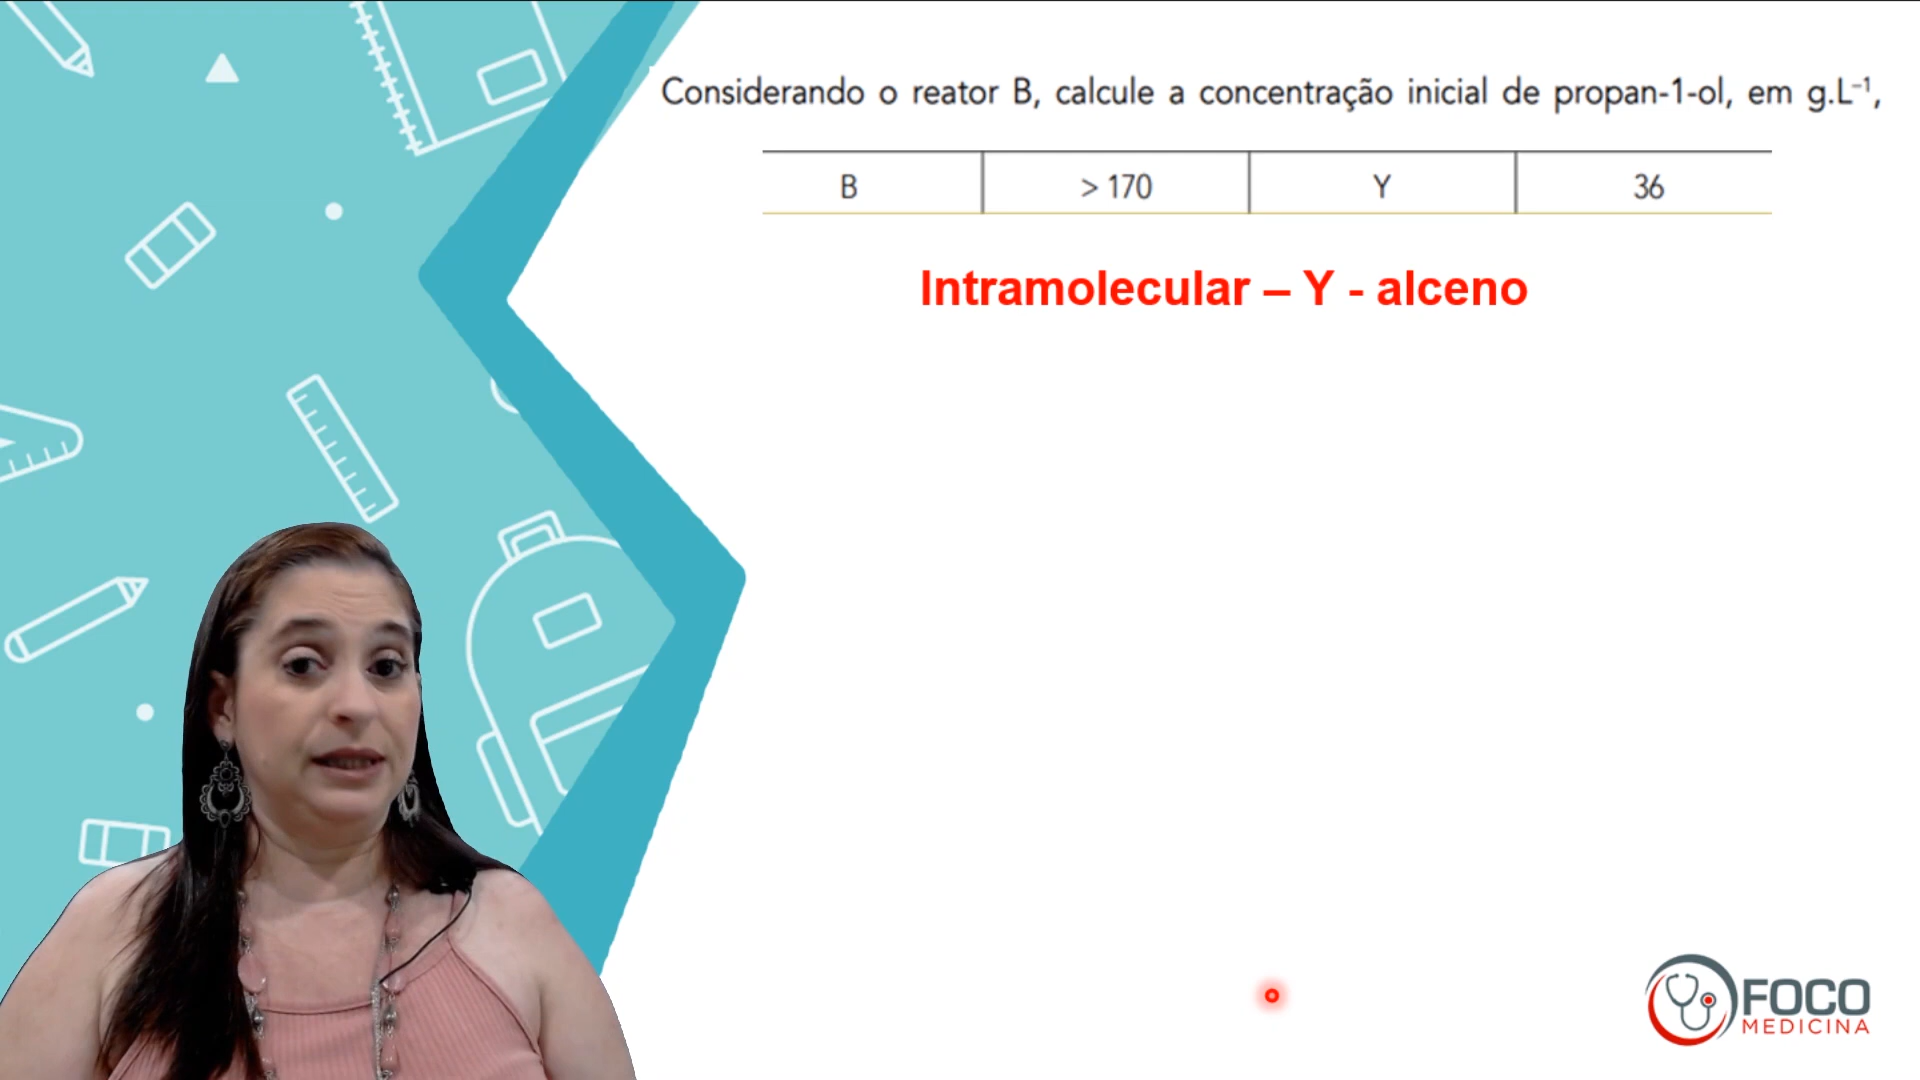 Considerando o reator B, calcule a concentração inicial de propan-1-ol, em g.L⁻¹,
B > 170 Y 36
Intramolecular – Y - alceno
FOCO
MEDICINA